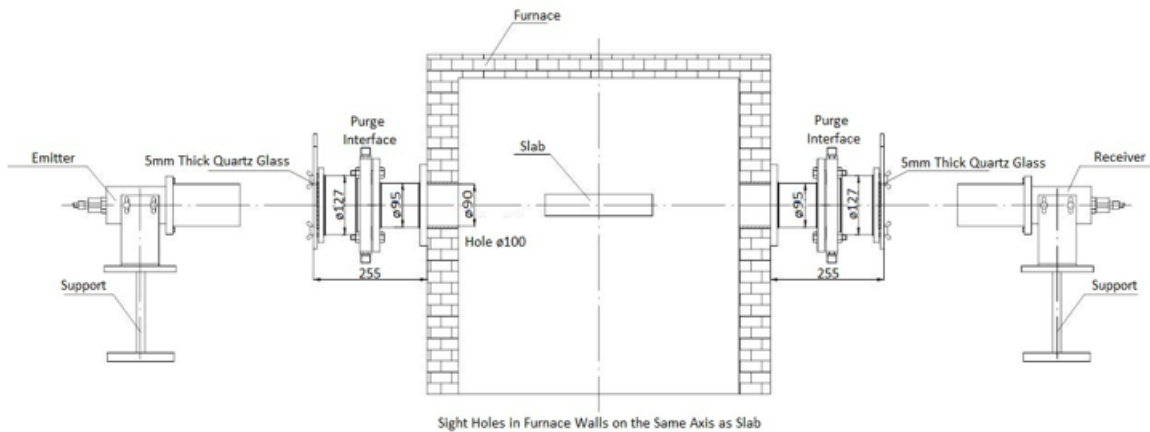 Furnace
Purge
Interface
Purge
Interface
Emitter
5mm Thick Quartz Glass
Slab
5mm Thick Quartz Glass
Receiver
ø127
ø95
ø90
ø95
ø127
Hole ø100
255
255
Support
Support
Sight Holes in Furnace Walls on the Same Axis as Slab